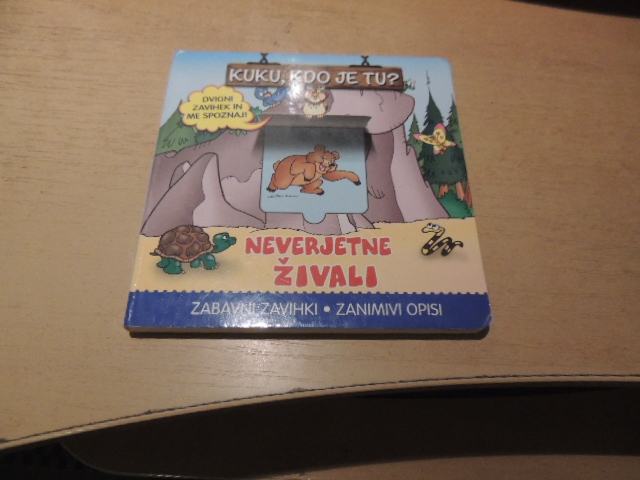 KUKU, KDO JE TU?
DVIGNI
ZAVIHEK IN
ME SPOZNAJ!
NEVERJETNE
ŽIVALI
ZABAVNI ZAVIHKI • ZANIMIVI OPISI